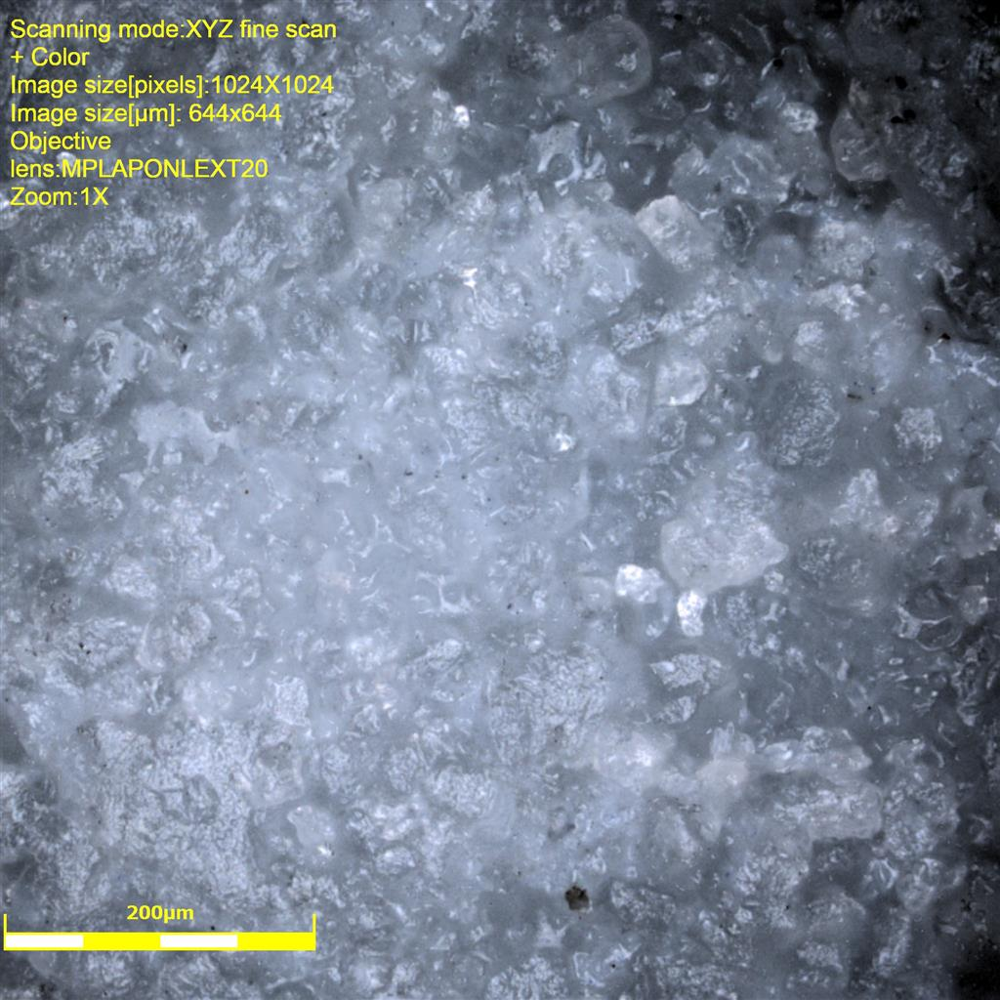 Scanning mode:XYZ fine scan
+ Color
Image size[pixels]:1024X1024
Image size[µm]: 644x644
Objective
lens:MPLAPONLEXT20
Zoom:1X
200µm